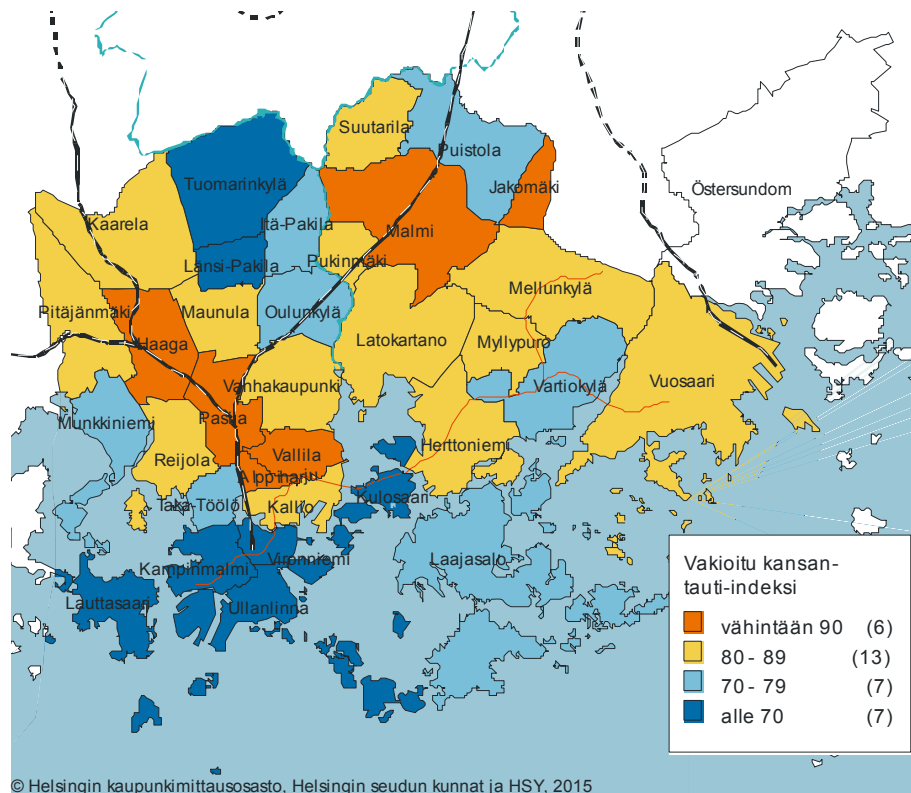 Suutarila
Puistola
Tuomarinkylä
Jakomäki
Östersundom
Kaarela
Itä-Pakila
Malmi
Länsi-Pakila
Pukinmäki
Mellunkylä
Pitäjänmäki
Maunula
Oulunkylä
Haaga
Latokartano
Myllypuro
Vanhakaupunki
Vartiokylä
Vuosaari
Munkkiniemi
Pasila
Reijola
Vallila
Herttoniemi
Alppiharju
Taka-Töölö
Kallio
Kulosaari
Kampinmalmi
Vironniemi
Laajasalo
Lauttasaari
Ullanlinna
Vakioitu kansan-
tauti-indeksi
vähintään 90 (6)
80 - 89 (13)
70 - 79 (7)
alle 70 (7)
© Helsingin kaupunkimittausosasto, Helsingin seudun kunnat ja HSY, 2015